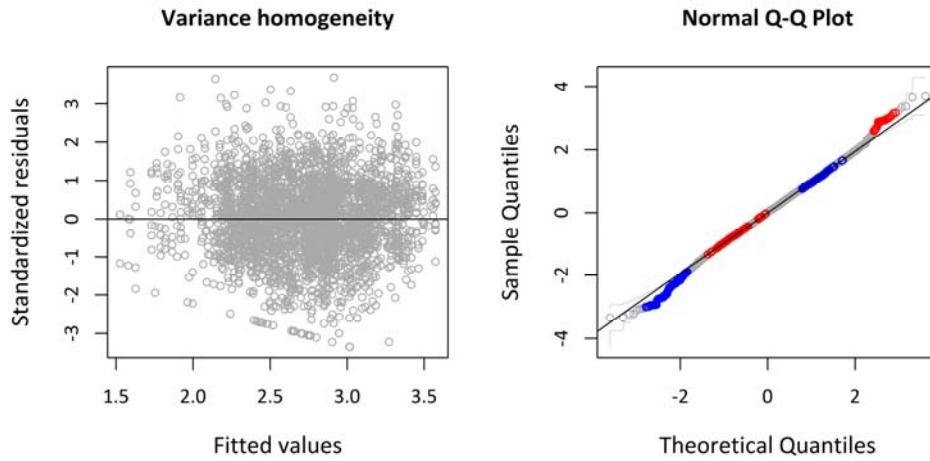 Variance homogeneity
Standardized residuals
3
2
1
0
-1
-2
-3
1.5 2.0 2.5 3.0 3.5
Fitted values
Normal Q-Q Plot
Sample Quantiles
4
2
0
-2
-4
-2 0 2
Theoretical Quantiles